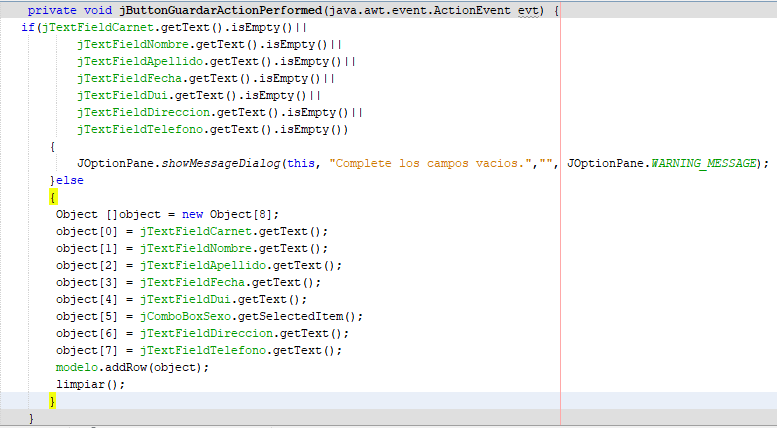 private void jButtonGuardarActionPerformed(java.awt.event.ActionEvent evt) {
if(jTextFieldCarnet.getText().isEmpty()||
jTextFieldNombre.getText().isEmpty()||
jTextFieldApellido.getText().isEmpty()||
jTextFieldFecha.getText().isEmpty()||
jTextFieldDui.getText().isEmpty()||
jTextFieldDireccion.getText().isEmpty()||
jTextFieldTelefono.getText().isEmpty())
{
JOptionPane.showMessageDialog(this, "Complete los campos vacios.","", JOptionPane.WARNING_MESSAGE);
}else
{
Object []object = new Object[8];
object[0] = jTextFieldCarnet.getText();
object[1] = jTextFieldNombre.getText();
object[2] = jTextFieldApellido.getText();
object[3] = jTextFieldFecha.getText();
object[4] = jTextFieldDui.getText();
object[5] = jComboBoxSexo.getSelectedItem();
object[6] = jTextFieldDireccion.getText();
object[7] = jTextFieldTelefono.getText();
modelo.addRow(object);
limpiar();
}
}